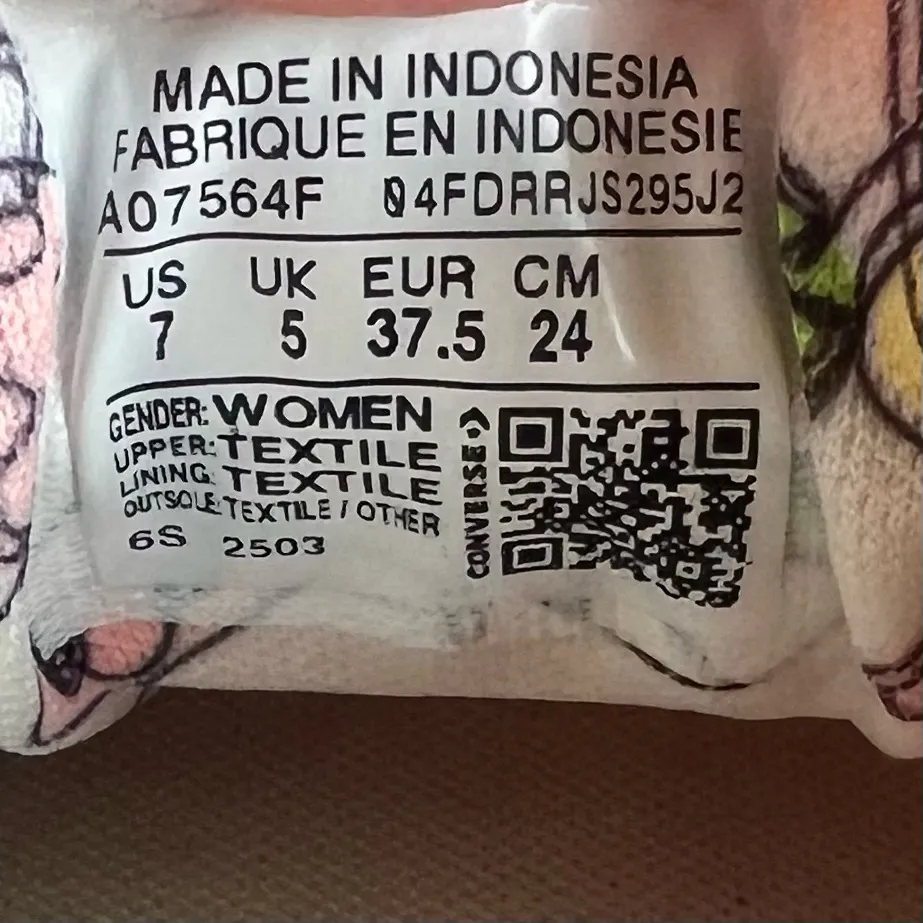 MADE IN INDONESIA
FABRIQUE EN INDONESIE
A07564F 04FDRRJS295J2
US UK EUR CM
7 5 37.5 24
GENDER: WOMEN
UPPER: TEXTILE
LINING: TEXTILE
OUTSOLE: TEXTILE / OTHER
6S 2503
CONVERSE